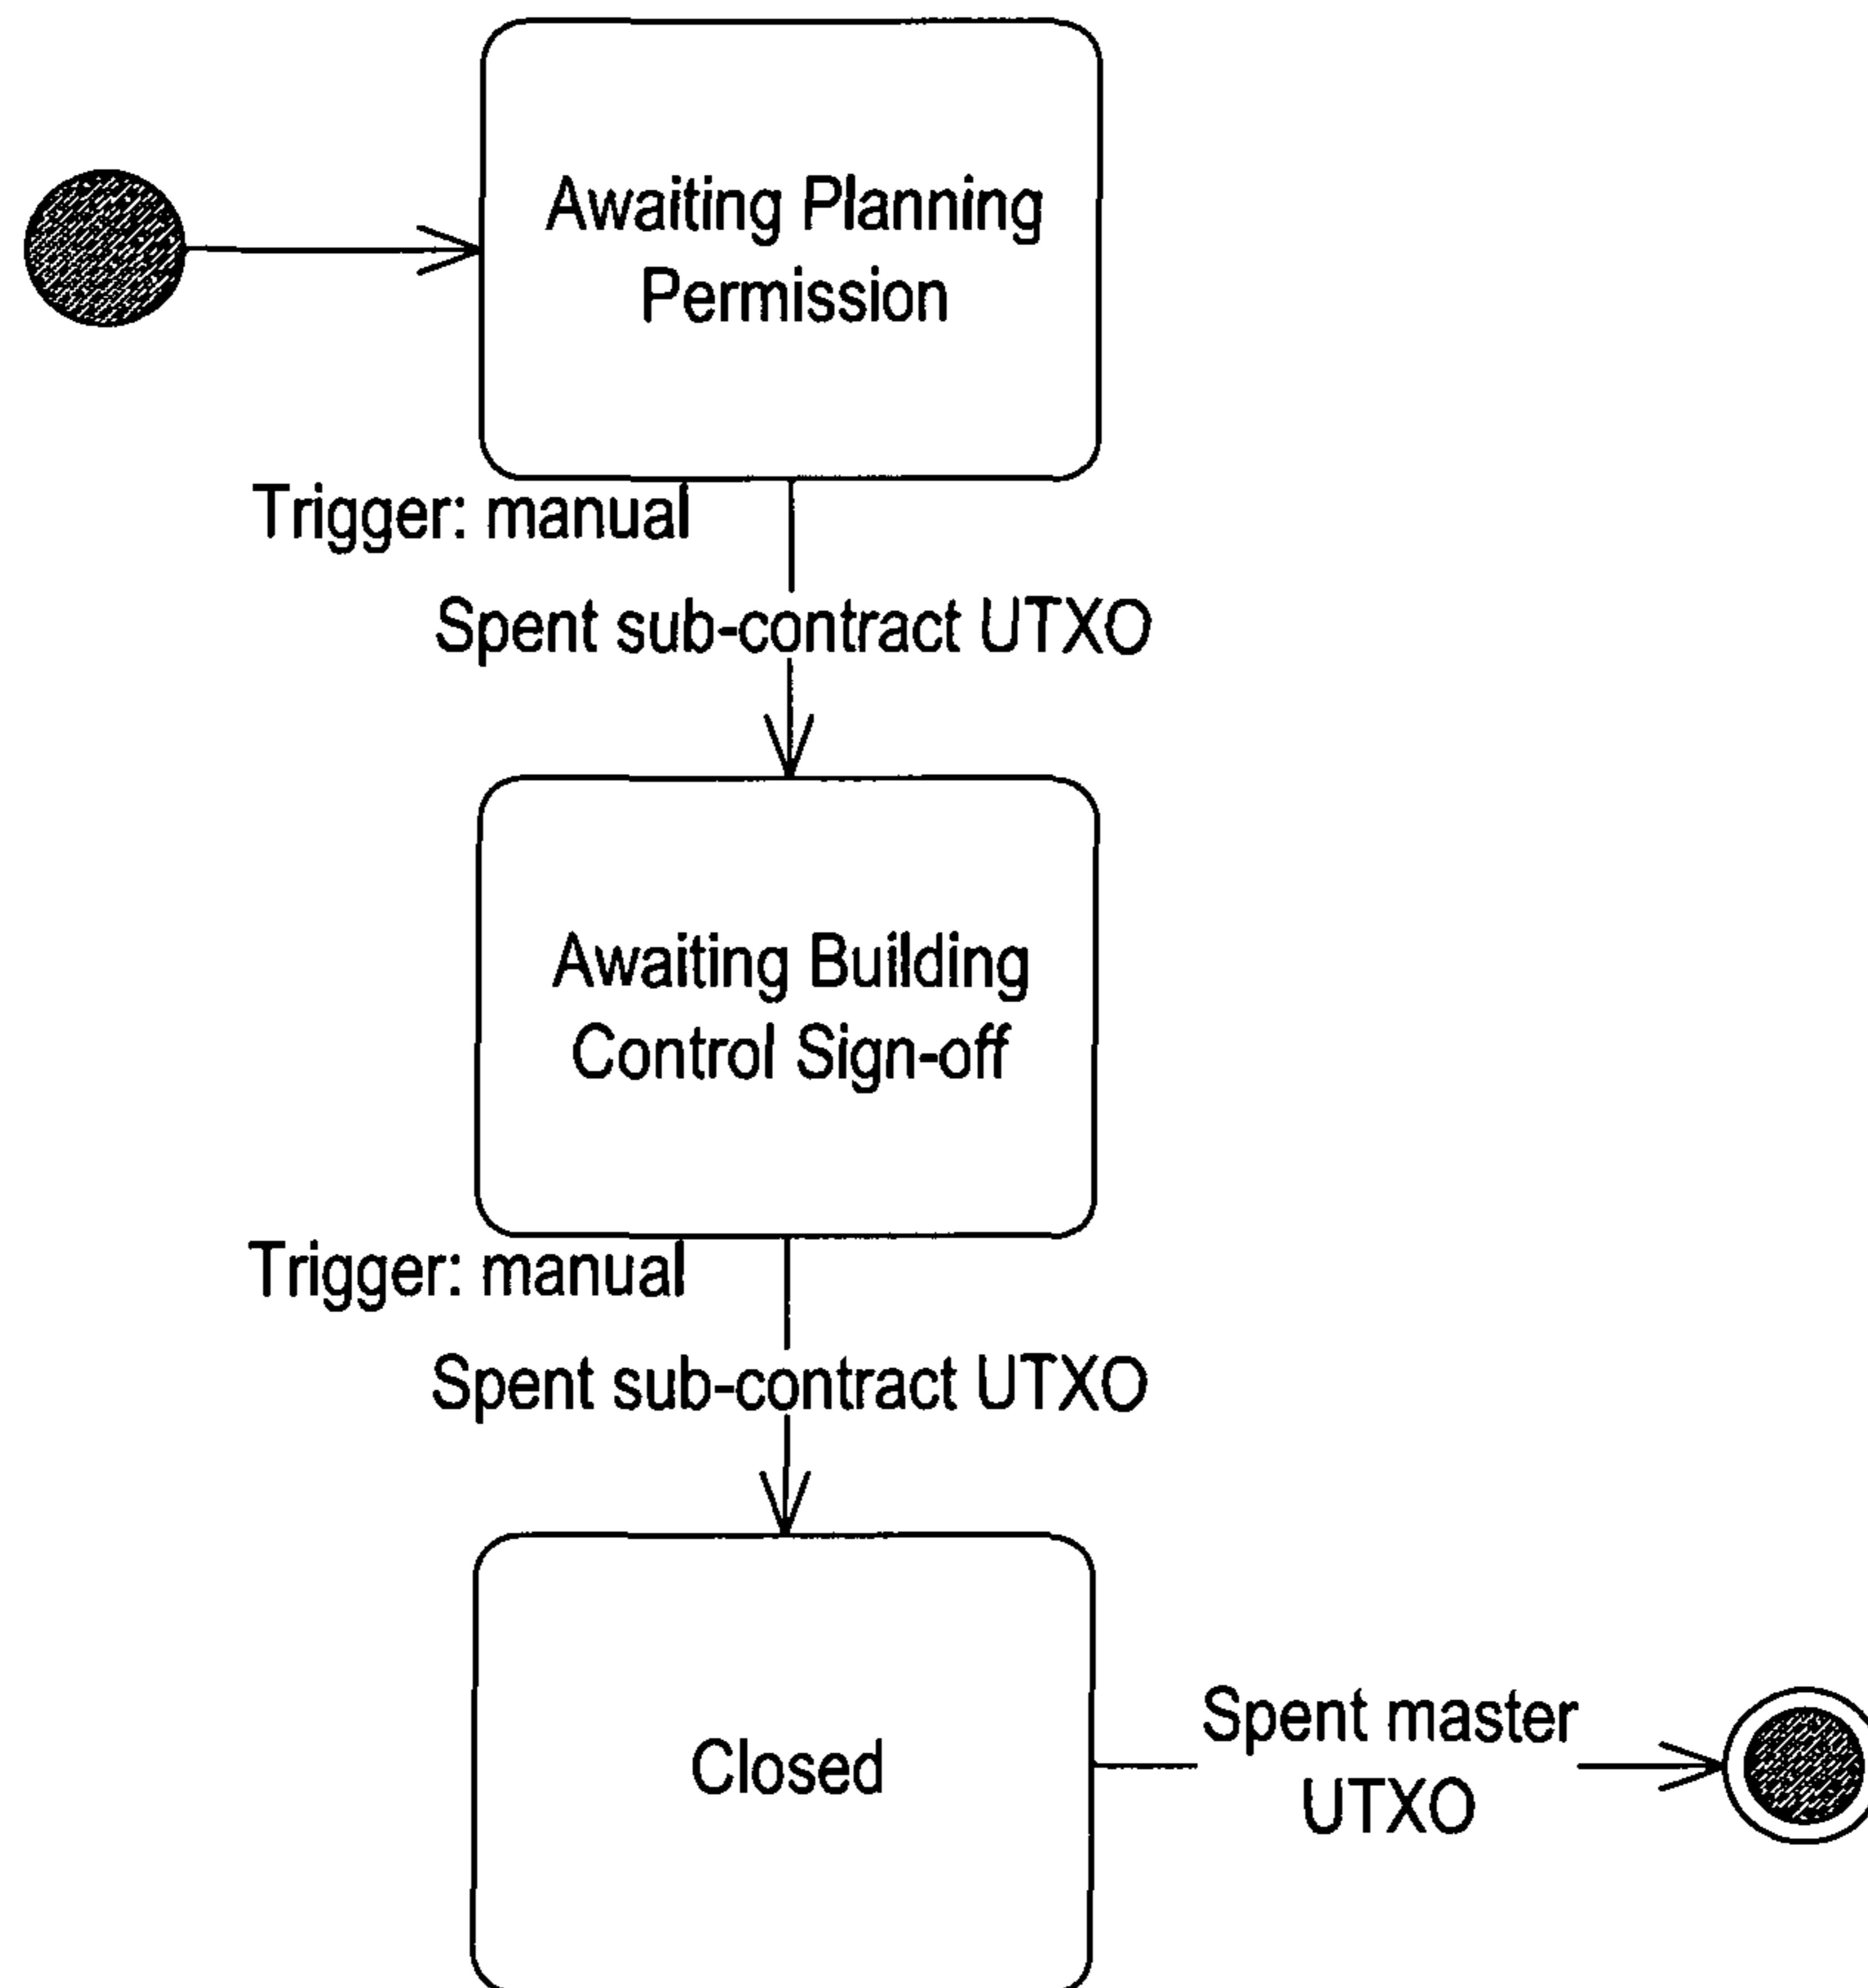 Awaiting Planning
Permission
Trigger: manual
Spent sub-contract UTXO
Awaiting Building
Control Sign-off
Trigger: manual
Spent sub-contract UTXO
Closed
Spent master
UTXO